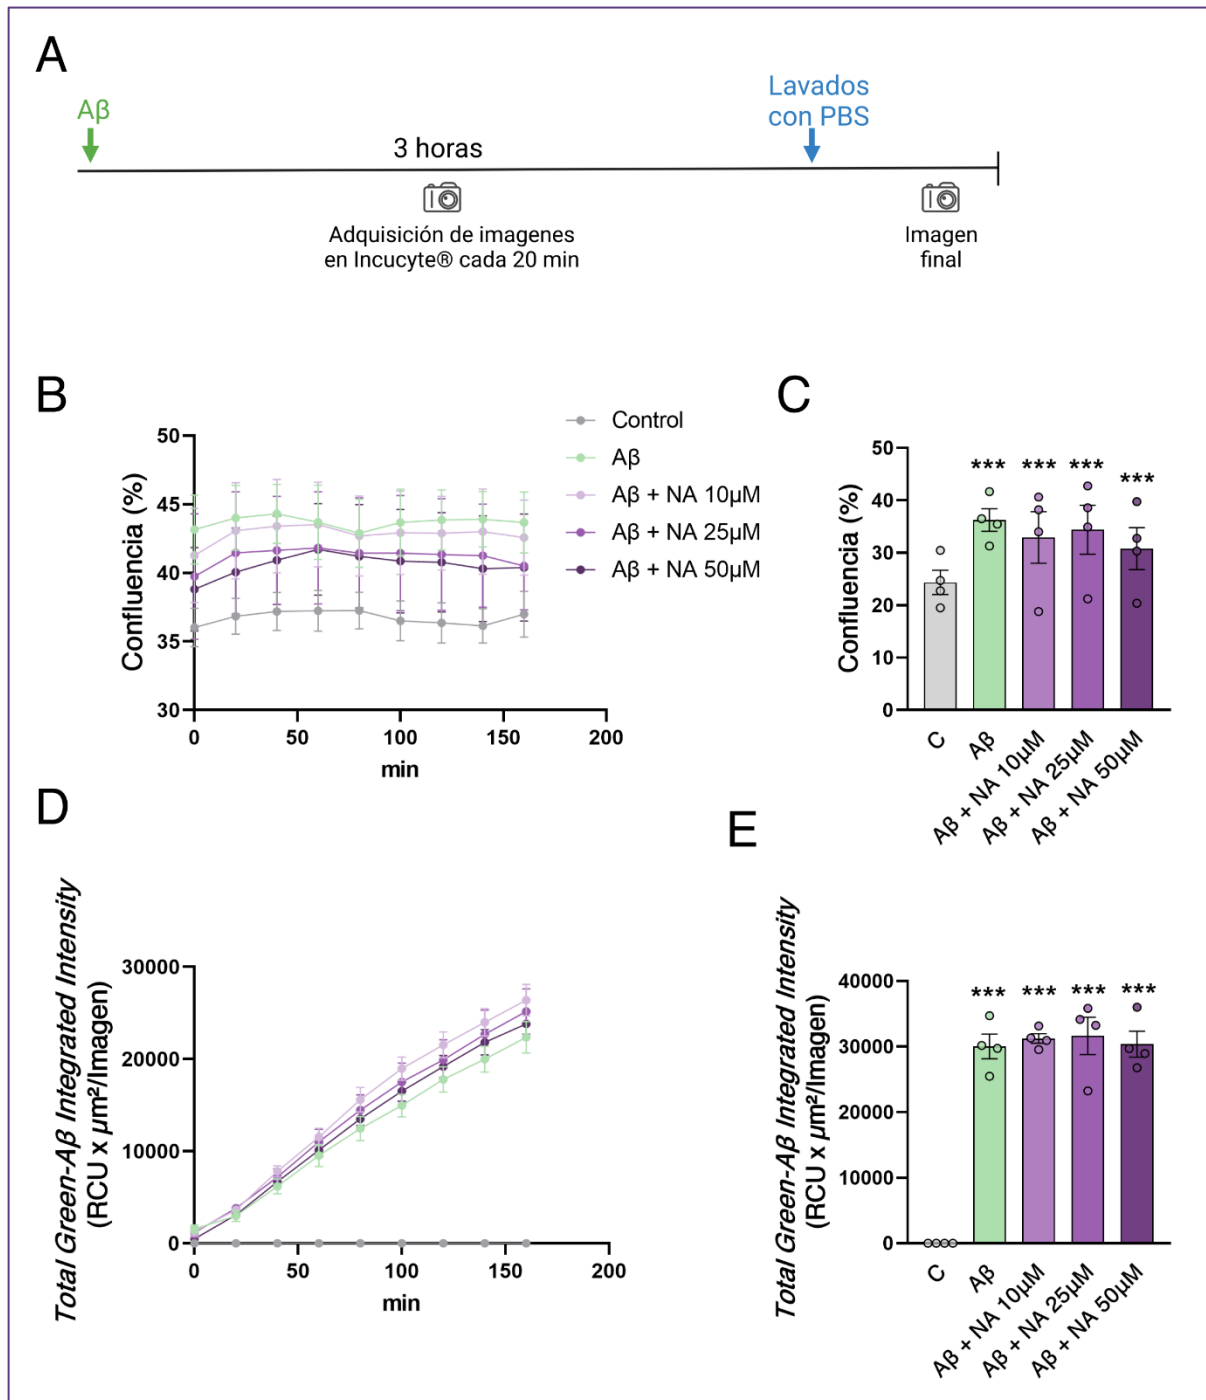 A
Aβ
Lavados
con PBS
3 horas
Adquisición de imagenes
en Incucyte® cada 20 min
Imagen
final
B
Confluencia (%)
50
45
40
35
30
0
50
100
150
200
min
Control
Aβ
Aβ + NA 10μM
Aβ + NA 25μM
Aβ + NA 50μM
C
Confluencia (%)
50
40
30
20
10
0
***
***
***
***
C
Aβ
Aβ + NA 10μM
Aβ + NA 25μM
Aβ + NA 50μM
D
Total Green-Aβ Integrated Intensity
(RCU x μm²/Imagen)
30000
20000
10000
0
0
50
100
150
200
min
E
Total Green-Aβ Integrated Intensity
(RCU x μm²/Imagen)
40000
30000
20000
10000
0
***
***
***
***
C
Aβ
Aβ + NA 10μM
Aβ + NA 25μM
Aβ + NA 50μM